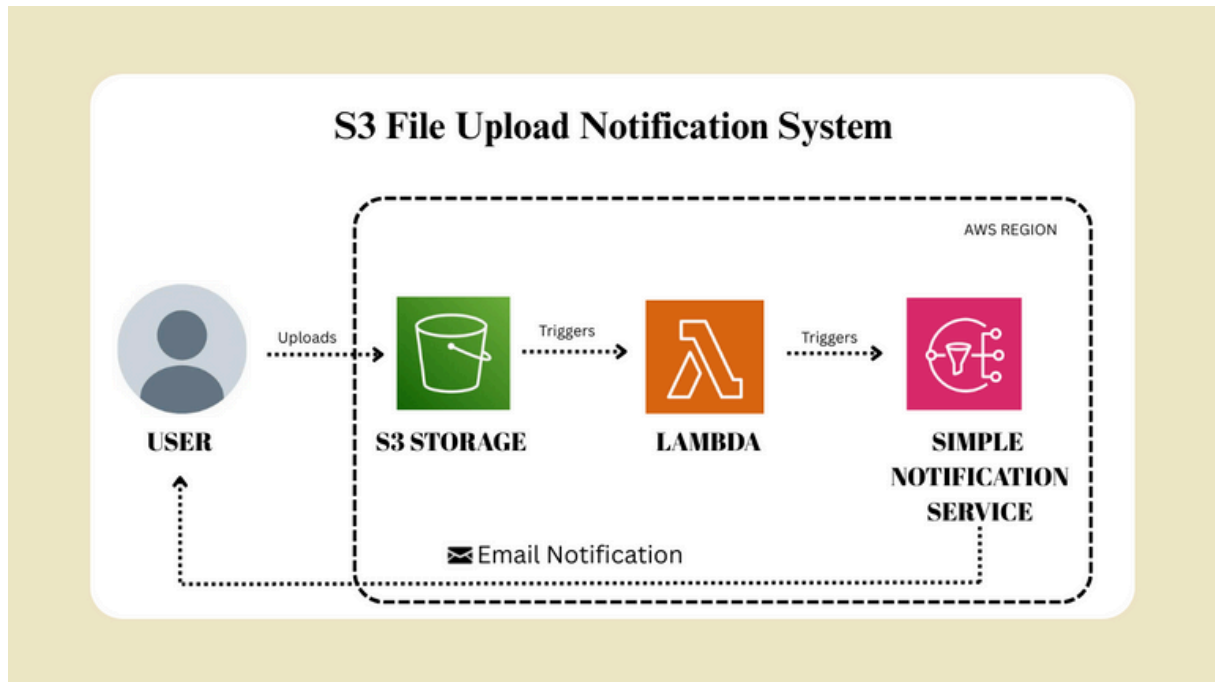 S3 File Upload Notification System
AWS REGION
Uploads
Triggers
Triggers
USER
S3 STORAGE
LAMBDA
SIMPLE
NOTIFICATION
SERVICE
Email Notification